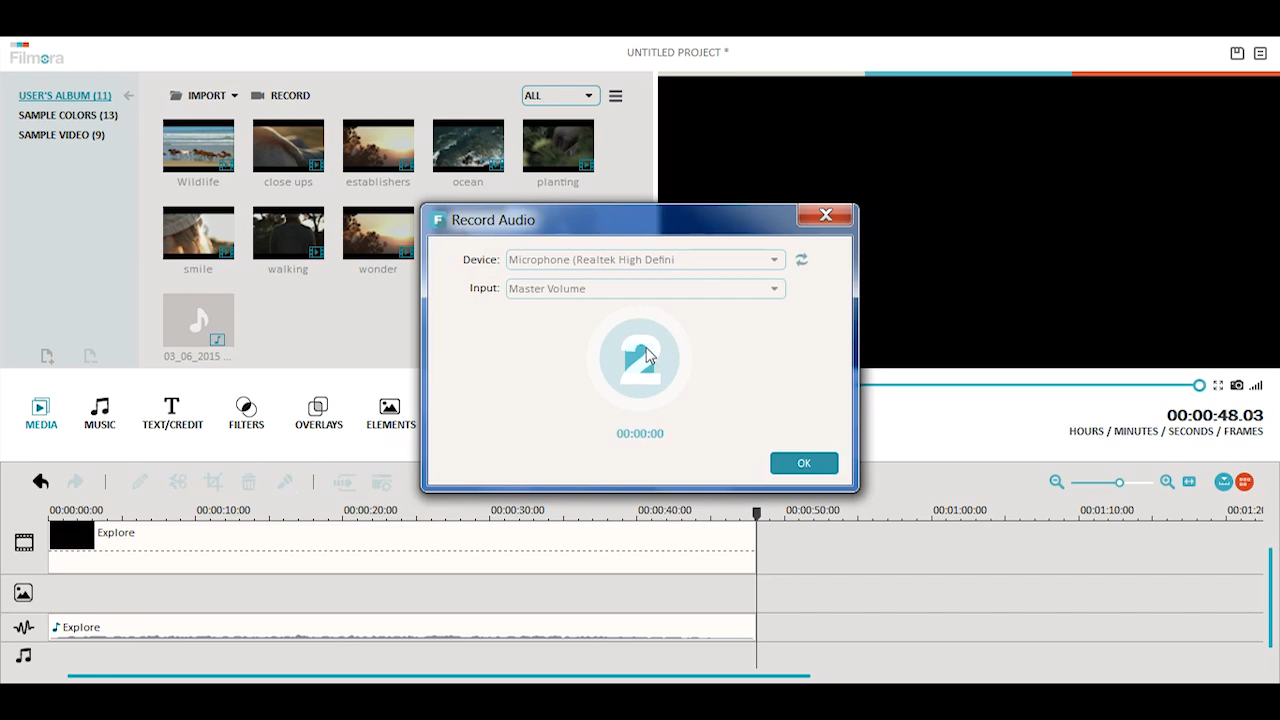 Filmora
UNTITLED PROJECT *
USER'S ALBUM (11)
SAMPLE COLORS (13)
SAMPLE VIDEO (9)
IMPORT
RECORD
ALL
Wildlife
close ups
establishers
ocean
planting
smile
walking
wonder
03_06_2015 ...
F Record Audio
Device: Microphone (Realtek High Defini
Input: Master Volume
2
00:00:00
OK
MEDIA
MUSIC
TEXT/CREDIT
FILTERS
OVERLAYS
ELEMENTS
00:00:48.03
HOURS / MINUTES / SECONDS / FRAMES
00:00:00:00 00:00:10:00 00:00:20:00 00:00:30:00 00:00:40:00 00:00:50:00 00:01:00:00 00:01:10:00 00:01:20
Explore
Explore